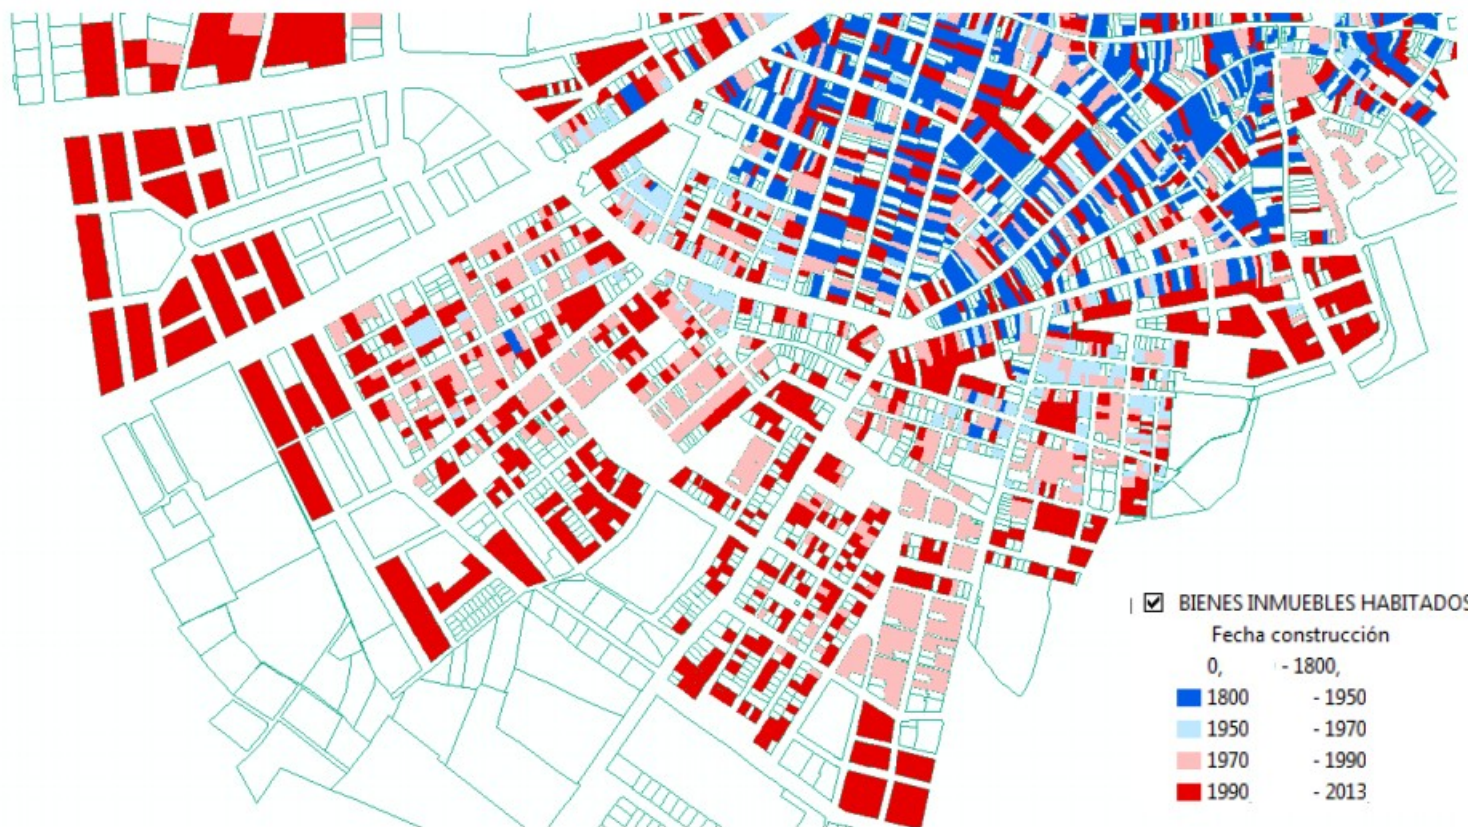 BIENES INMUEBLES HABITADOS
Fecha construcción
0, - 1800,
1800 - 1950
1950 - 1970
1970 - 1990
1990 - 2013